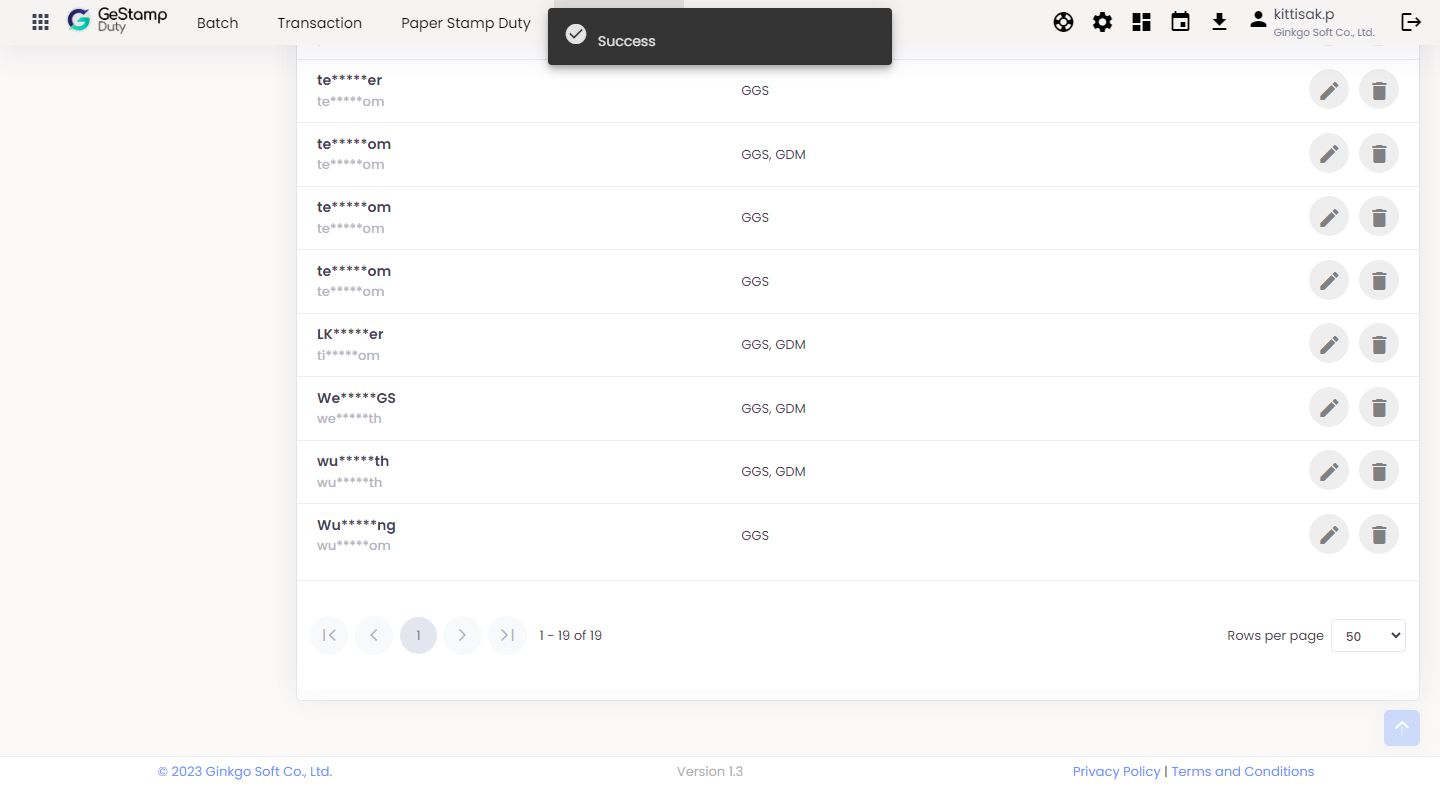 GeStamp
Duty
Batch
Transaction
Paper Stamp Duty
Success
kittisak.p
Ginkgo Soft Co., Ltd.
te*****er
te*****om
GGS
te*****om
te*****om
GGS, GDM
te*****om
te*****om
GGS
te*****om
te*****om
GGS
LK*****er
ti*****om
GGS, GDM
We*****GS
we*****th
GGS, GDM
wu*****th
wu*****th
GGS, GDM
Wu*****ng
wu*****om
GGS
1
1 - 19 of 19
Rows per page
50
© 2023 Ginkgo Soft Co., Ltd.
Version 1.3
Privacy Policy | Terms and Conditions